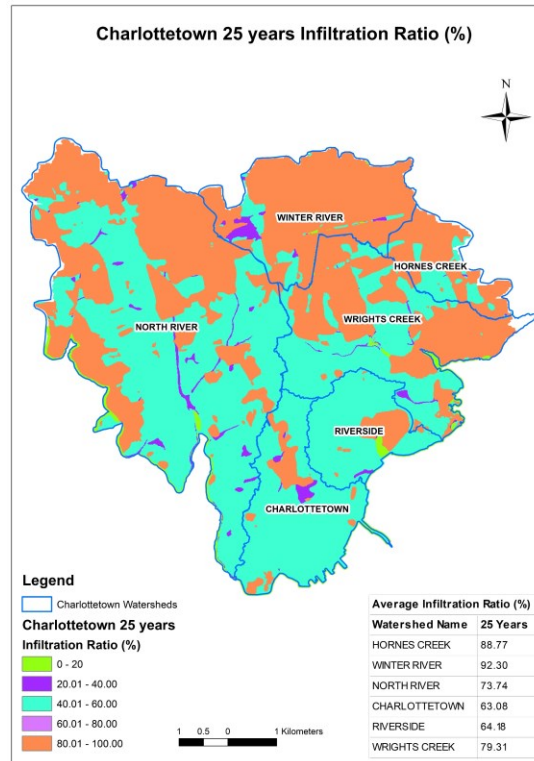 Charlottetown 25 years Infiltration Ratio (%)
N
WINTER RIVER
HORNES CREEK
NORTH RIVER
WRIGHTS CREEK
RIVERSIDE
CHARLOTTETOWN
Legend
Charlottetown Watersheds
Charlottetown 25 years
Infiltration Ratio (%)
0 - 20
20.01 - 40.00
40.01 - 60.00
60.01 - 80.00
80.01 - 100.00
1 0.5 0 1 Kilometers
Average Infiltration Ratio (%)
Watershed Name 25 Years
HORNES CREEK 88.77
WINTER RIVER 92.30
NORTH RIVER 73.74
CHARLOTTETOWN 63.08
RIVERSIDE 64.18
WRIGHTS CREEK 79.31